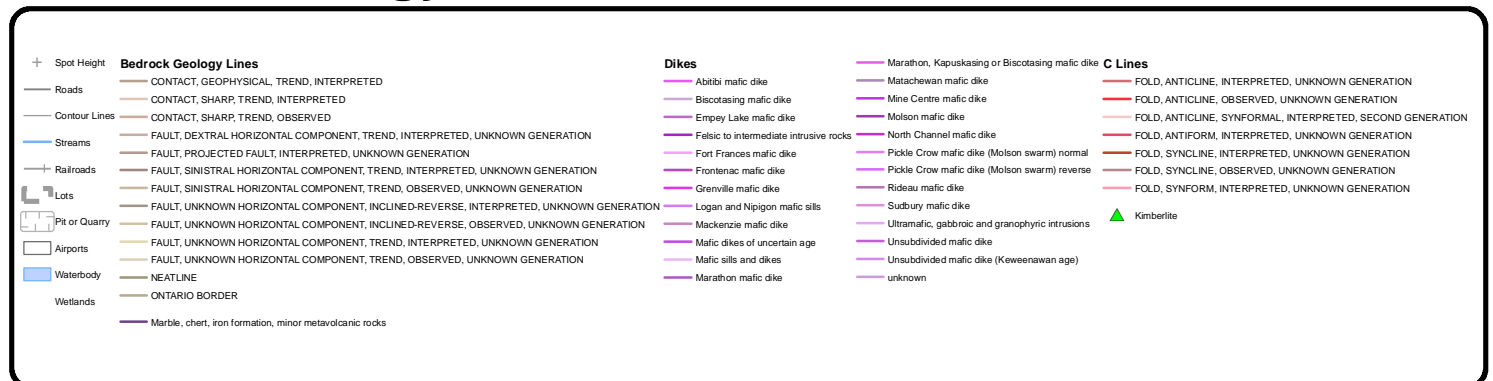 Spot Height
Roads
Contour Lines
Streams
Railroads
Lots
Pit or Quarry
Airports
Waterbody
Wetlands
Bedrock Geology Lines
CONTACT, GEOPHYSICAL, TREND, INTERPRETED
CONTACT, SHARP, TREND, INTERPRETED
CONTACT, SHARP, TREND, OBSERVED
FAULT, DEXTRAL HORIZONTAL COMPONENT, TREND, INTERPRETED, UNKNOWN GENERATION
FAULT, PROJECTED FAULT, INTERPRETED, UNKNOWN GENERATION
FAULT, SINISTRAL HORIZONTAL COMPONENT, TREND, INTERPRETED, UNKNOWN GENERATION
FAULT, SINISTRAL HORIZONTAL COMPONENT, TREND, OBSERVED, UNKNOWN GENERATION
FAULT, UNKNOWN HORIZONTAL COMPONENT, INCLINED-REVERSE, INTERPRETED, UNKNOWN GENERATION
FAULT, UNKNOWN HORIZONTAL COMPONENT, INCLINED-REVERSE, OBSERVED, UNKNOWN GENERATION
FAULT, UNKNOWN HORIZONTAL COMPONENT, TREND, INTERPRETED, UNKNOWN GENERATION
FAULT, UNKNOWN HORIZONTAL COMPONENT, TREND, OBSERVED, UNKNOWN GENERATION
NEATLINE
ONTARIO BORDER
Marble, chert, iron formation, minor metavolcanic rocks
Dikes
Abitibi mafic dike
Biscotasing mafic dike
Empey Lake mafic dike
Felsic to intermediate intrusive rocks
Fort Frances mafic dike
Frontenac mafic dike
Grenville mafic dike
Logan and Nipigon mafic sills
Mackenzie mafic dike
Mafic dikes of uncertain age
Mafic sills and dikes
Marathon mafic dike
Marathon, Kapuskasing or Biscotasing mafic dike
Matachewan mafic dike
Mine Centre mafic dike
Molson mafic dike
North Channel mafic dike
Pickle Crow mafic dike (Molson swarm) normal
Pickle Crow mafic dike (Molson swarm) reverse
Rideau mafic dike
Sudbury mafic dike
Ultramafic, gabbroic and granophyric intrusions
Unsubdivided mafic dike
Unsubdivided mafic dike (Keweenawan age)
unknown
C Lines
FOLD, ANTICLINE, INTERPRETED, UNKNOWN GENERATION
FOLD, ANTICLINE, OBSERVED, UNKNOWN GENERATION
FOLD, ANTICLINE, SYNFORMAL, INTERPRETED, SECOND GENERATION
FOLD, ANTIFORM, INTERPRETED, UNKNOWN GENERATION
FOLD, SYNCLINE, INTERPRETED, UNKNOWN GENERATION
FOLD, SYNCLINE, OBSERVED, UNKNOWN GENERATION
FOLD, SYNFORM, INTERPRETED, UNKNOWN GENERATION
Kimberlite